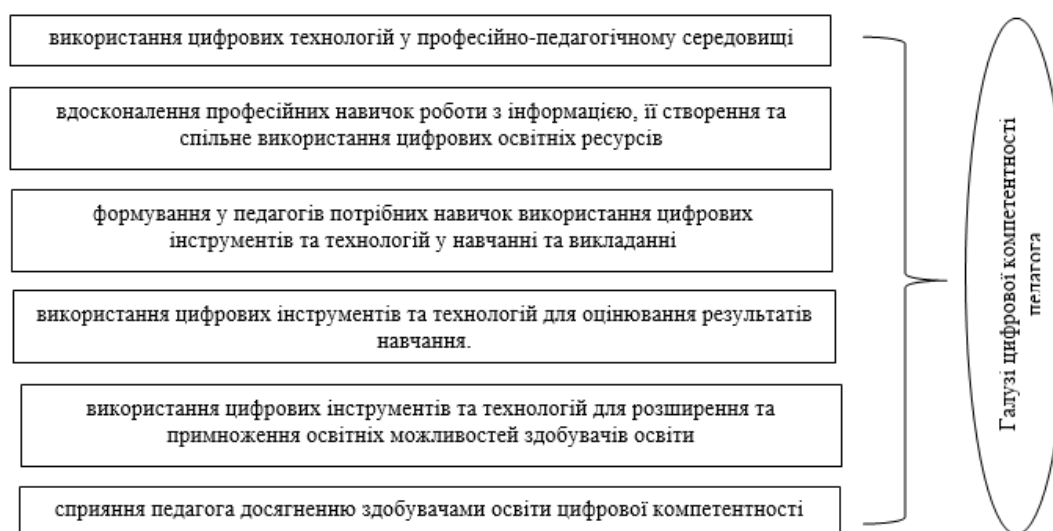 використання цифрових технологій у професійно-педагогічному середовищі
вдосконалення професійних навичок роботи з інформацією, її створення та
спільне використання цифрових освітніх ресурсів
формування у педагогів потрібних навичок використання цифрових
інструментів та технологій у навчанні та викладанні
використання цифрових інструментів та технологій для оцінювання результатів
навчання.
використання цифрових інструментів та технологій для розширення та
примноження освітніх можливостей здобувачів освіти
сприяння педагога досягненню здобувачами освіти цифрової компетентності
Галузі цифрової компетентності
педагога